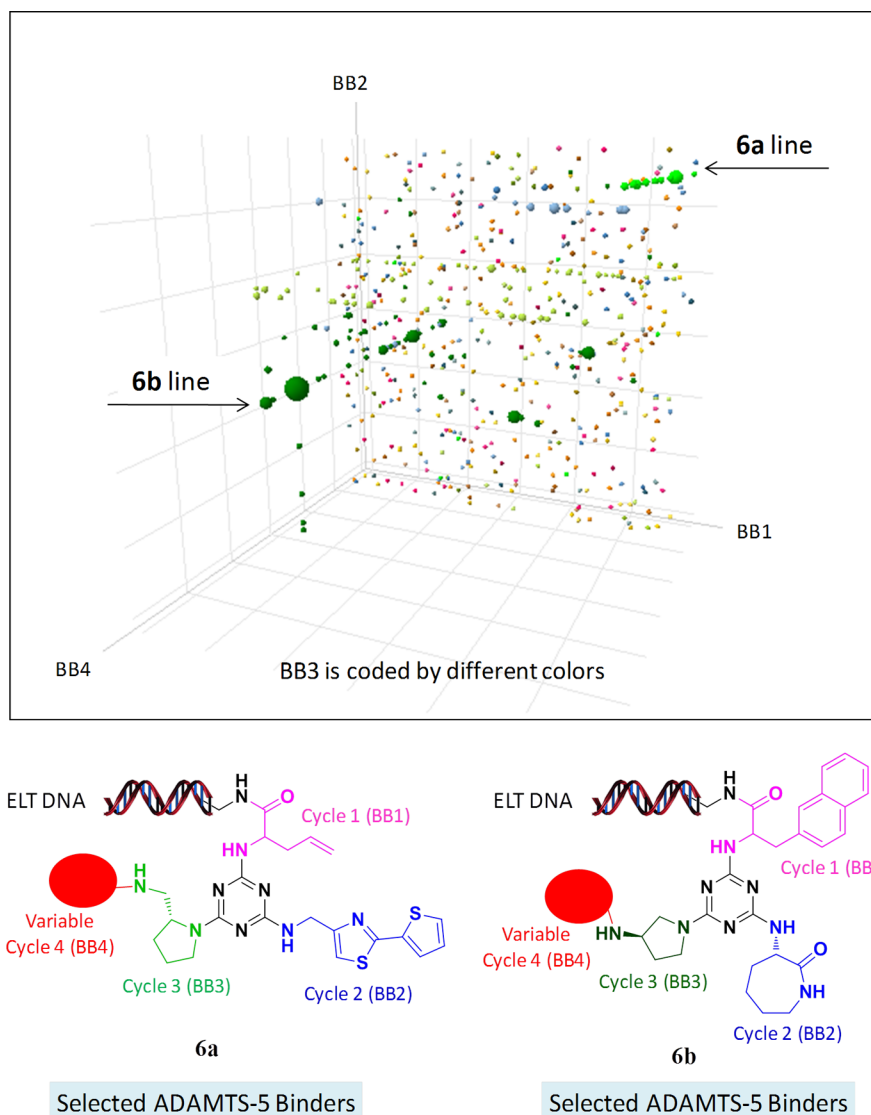 BB2
6a line
6b line
BB1
BB4
BB3 is coded by different colors
ELT DNA
H
N
O
Cycle 1 (BB1)
HN
H
N
N
N
N
N
N
H
N
S
S
Variable
Cycle 4 (BB4)
Cycle 3 (BB3)
Cycle 2 (BB2)
6a
Selected ADAMTS-5 Binders
ELT DNA
H
N
O
Cycle 1 (BB
HN
N
N
N
N
NH
HN
O
NH
Variable
Cycle 4 (BB4)
Cycle 3 (BB3)
Cycle 2 (BB2)
6b
Selected ADAMTS-5 Binders